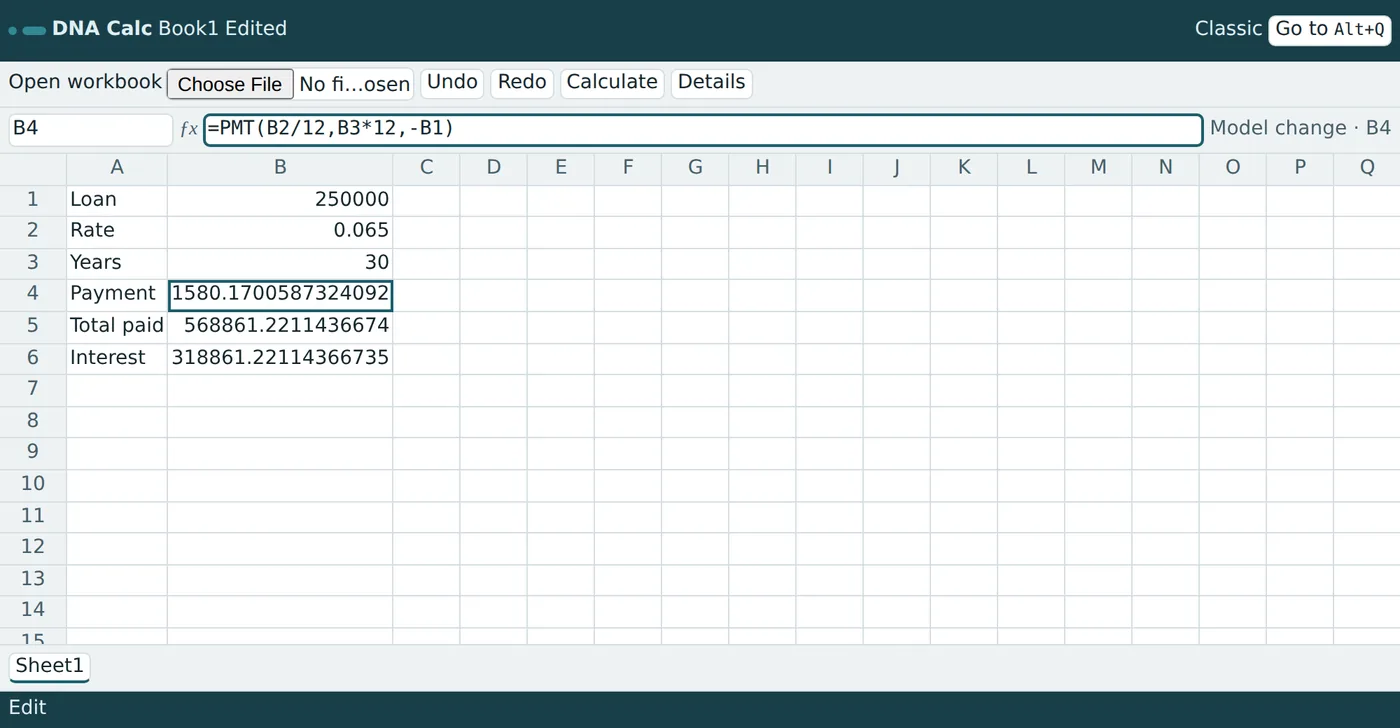 DNA Calc Book1 Edited Classic Go to Alt+Q
Open workbook Choose File No fi…osen Undo Redo Calculate Details
B4 ƒx =PMT(B2/12,B3*12,-B1) Model change · B4
A B C D E F G H I J K L M N O P Q
1 Loan 250000
2 Rate 0.065
3 Years 30
4 Payment 1580.1700587324092
5 Total paid 568861.2211436674
6 Interest 318861.22114366735
7
8
9
10
11
12
13
14
15
Sheet1
Edit